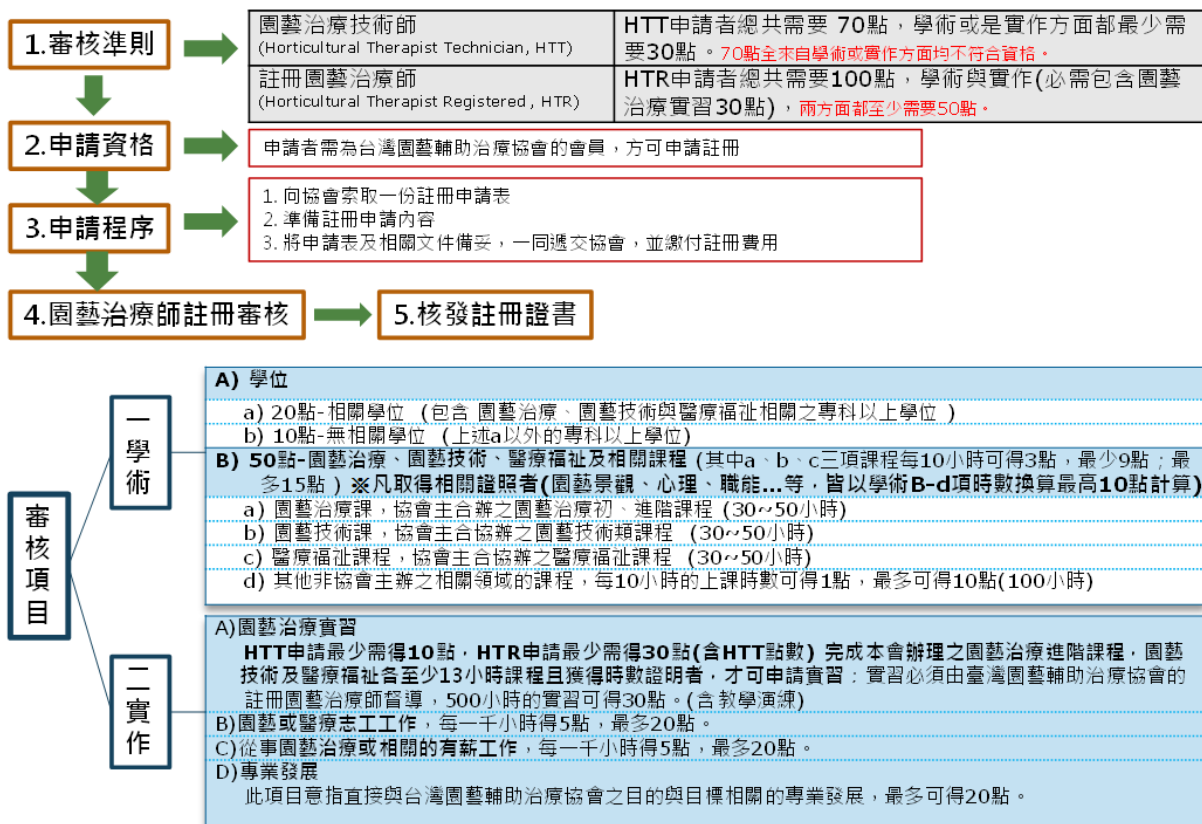 1.審核準則
園藝治療技術師
(Horticultural Therapist Technician, HTT)
HTT申請者總共需要 70點，學術或是實作方面都最少需
要30點。70點全來自學術或實作方面均不符合資格。
註冊園藝治療師
(Horticultural Therapist Registered , HTR)
HTR申請者總共需要100點，學術與實作(必需包含園藝
治療實習30點)，兩方面都至少需要50點。
2.申請資格
申請者需為台灣園藝輔助治療協會的會員，方可申請註冊
3.申請程序
1. 向協會索取一份註冊申請表
2. 準備註冊申請內容
3. 將申請表及相關文件備妥，一同遞交協會，並繳付註冊費用
4.園藝治療師註冊審核
5.核發註冊證書
審核項目
一學術
A) 學位
a) 20點-相關學位 (包含 園藝治療、園藝技術與醫療福祉相關之專科以上學位 )
b) 10點-無相關學位 (上述a以外的專科以上學位)
B) 50點-園藝治療、園藝技術、醫療福祉及相關課程 (其中a、b、c三項課程每10小時可得3點，最少9點；最
多15點 ) ※凡取得相關證照者(園藝景觀、心理、職能...等，皆以學術B-d項時數換算最高10點計算)
a) 園藝治療課，協會主合辦之園藝治療初、進階課程 (30~50小時)
b) 園藝技術課，協會主合協辦之園藝技術類課程 (30~50小時)
c) 醫療福祉課程，協會主合協辦之醫療福祉課程 (30~50小時)
d) 其他非協會主辦之相關領域的課程，每10小時的上課時數可得1點，最多可得10點(100小時)
二實作
A)園藝治療實習
HTT申請最少需得10點，HTR申請最少需得30點(含HTT點數) 完成本會辦理之園藝治療進階課程，園藝
技術及醫療福祉各至少13小時課程且獲得時數證明者，才可申請實習；實習必須由臺灣園藝輔助治療協會的
註冊園藝治療師督導，500小時的實習可得30點。(含教學演練)
B)園藝或醫療志工工作，每一千小時得5點，最多20點。
C)從事園藝治療或相關的有薪工作，每一千小時得5點，最多20點。
D)專業發展
此項目意指直接與台灣園藝輔助治療協會之目的與目標相關的專業發展，最多可得20點。